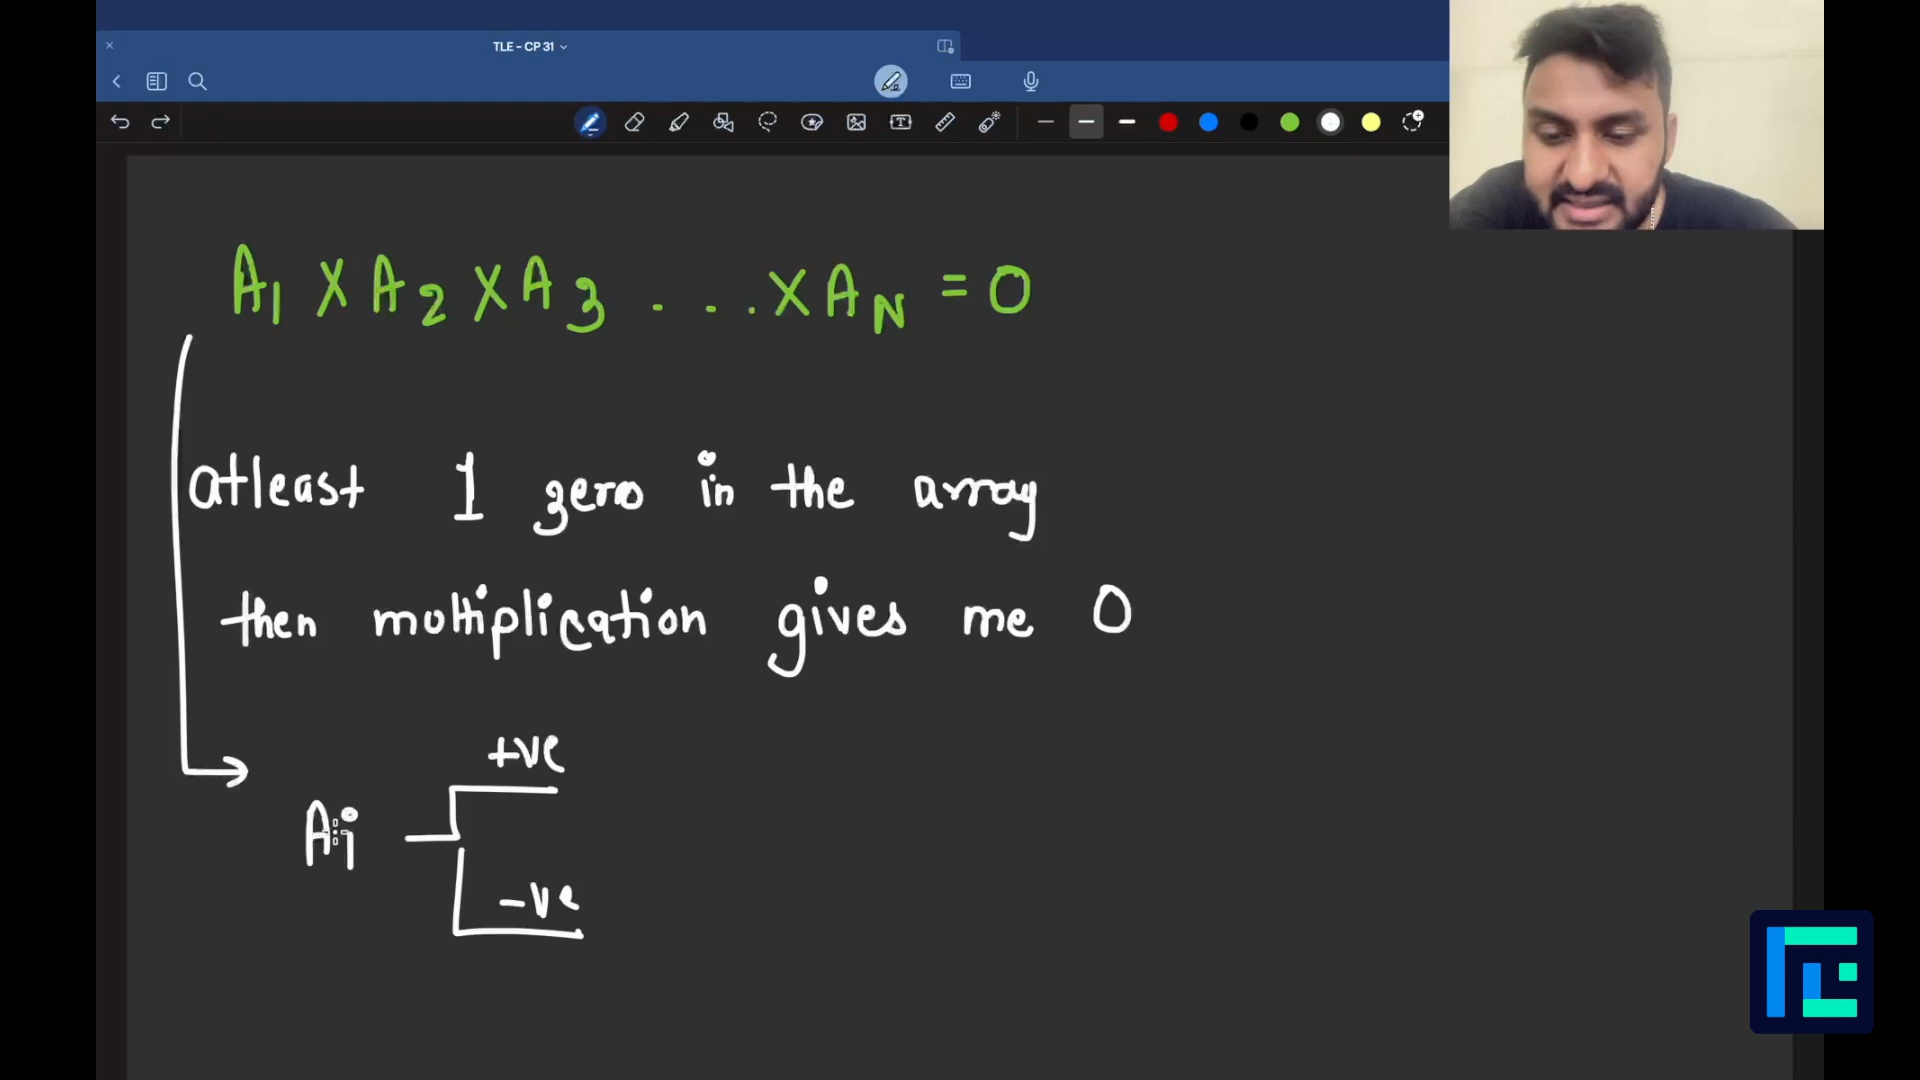 TLE - CP 31
A1 X A2 X A3 . . . X AN = 0
atleast 1 zero in the array
then multiplication gives me 0
+ve
Ai
-ve